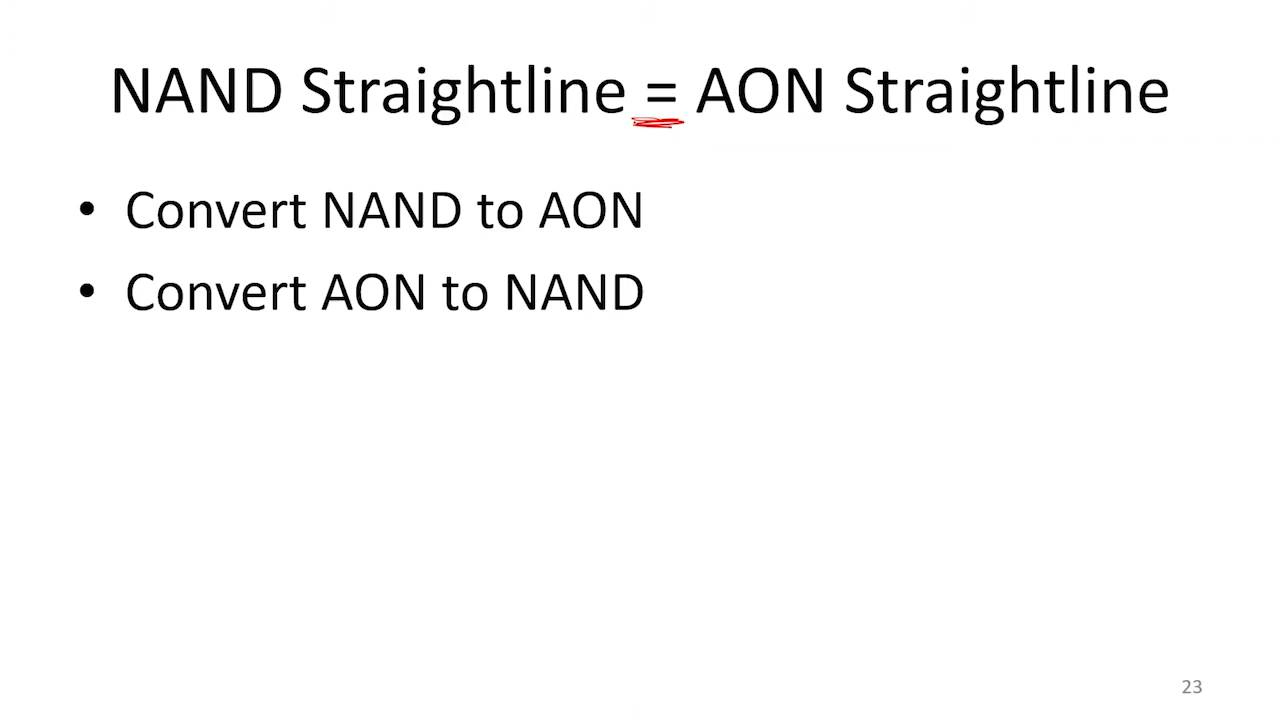 NAND Straightline = AON Straightline
• Convert NAND to AON
• Convert AON to NAND
23